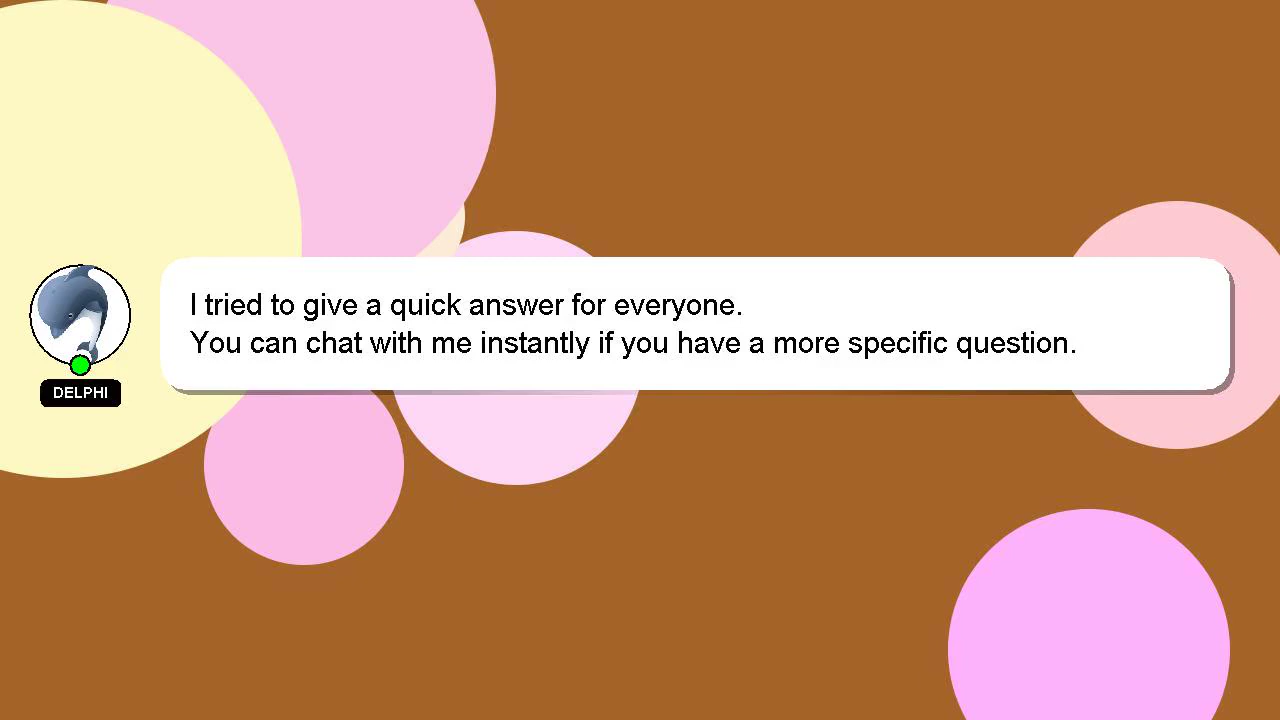 I tried to give a quick answer for everyone.
You can chat with me instantly if you have a more specific question.
DELPHI